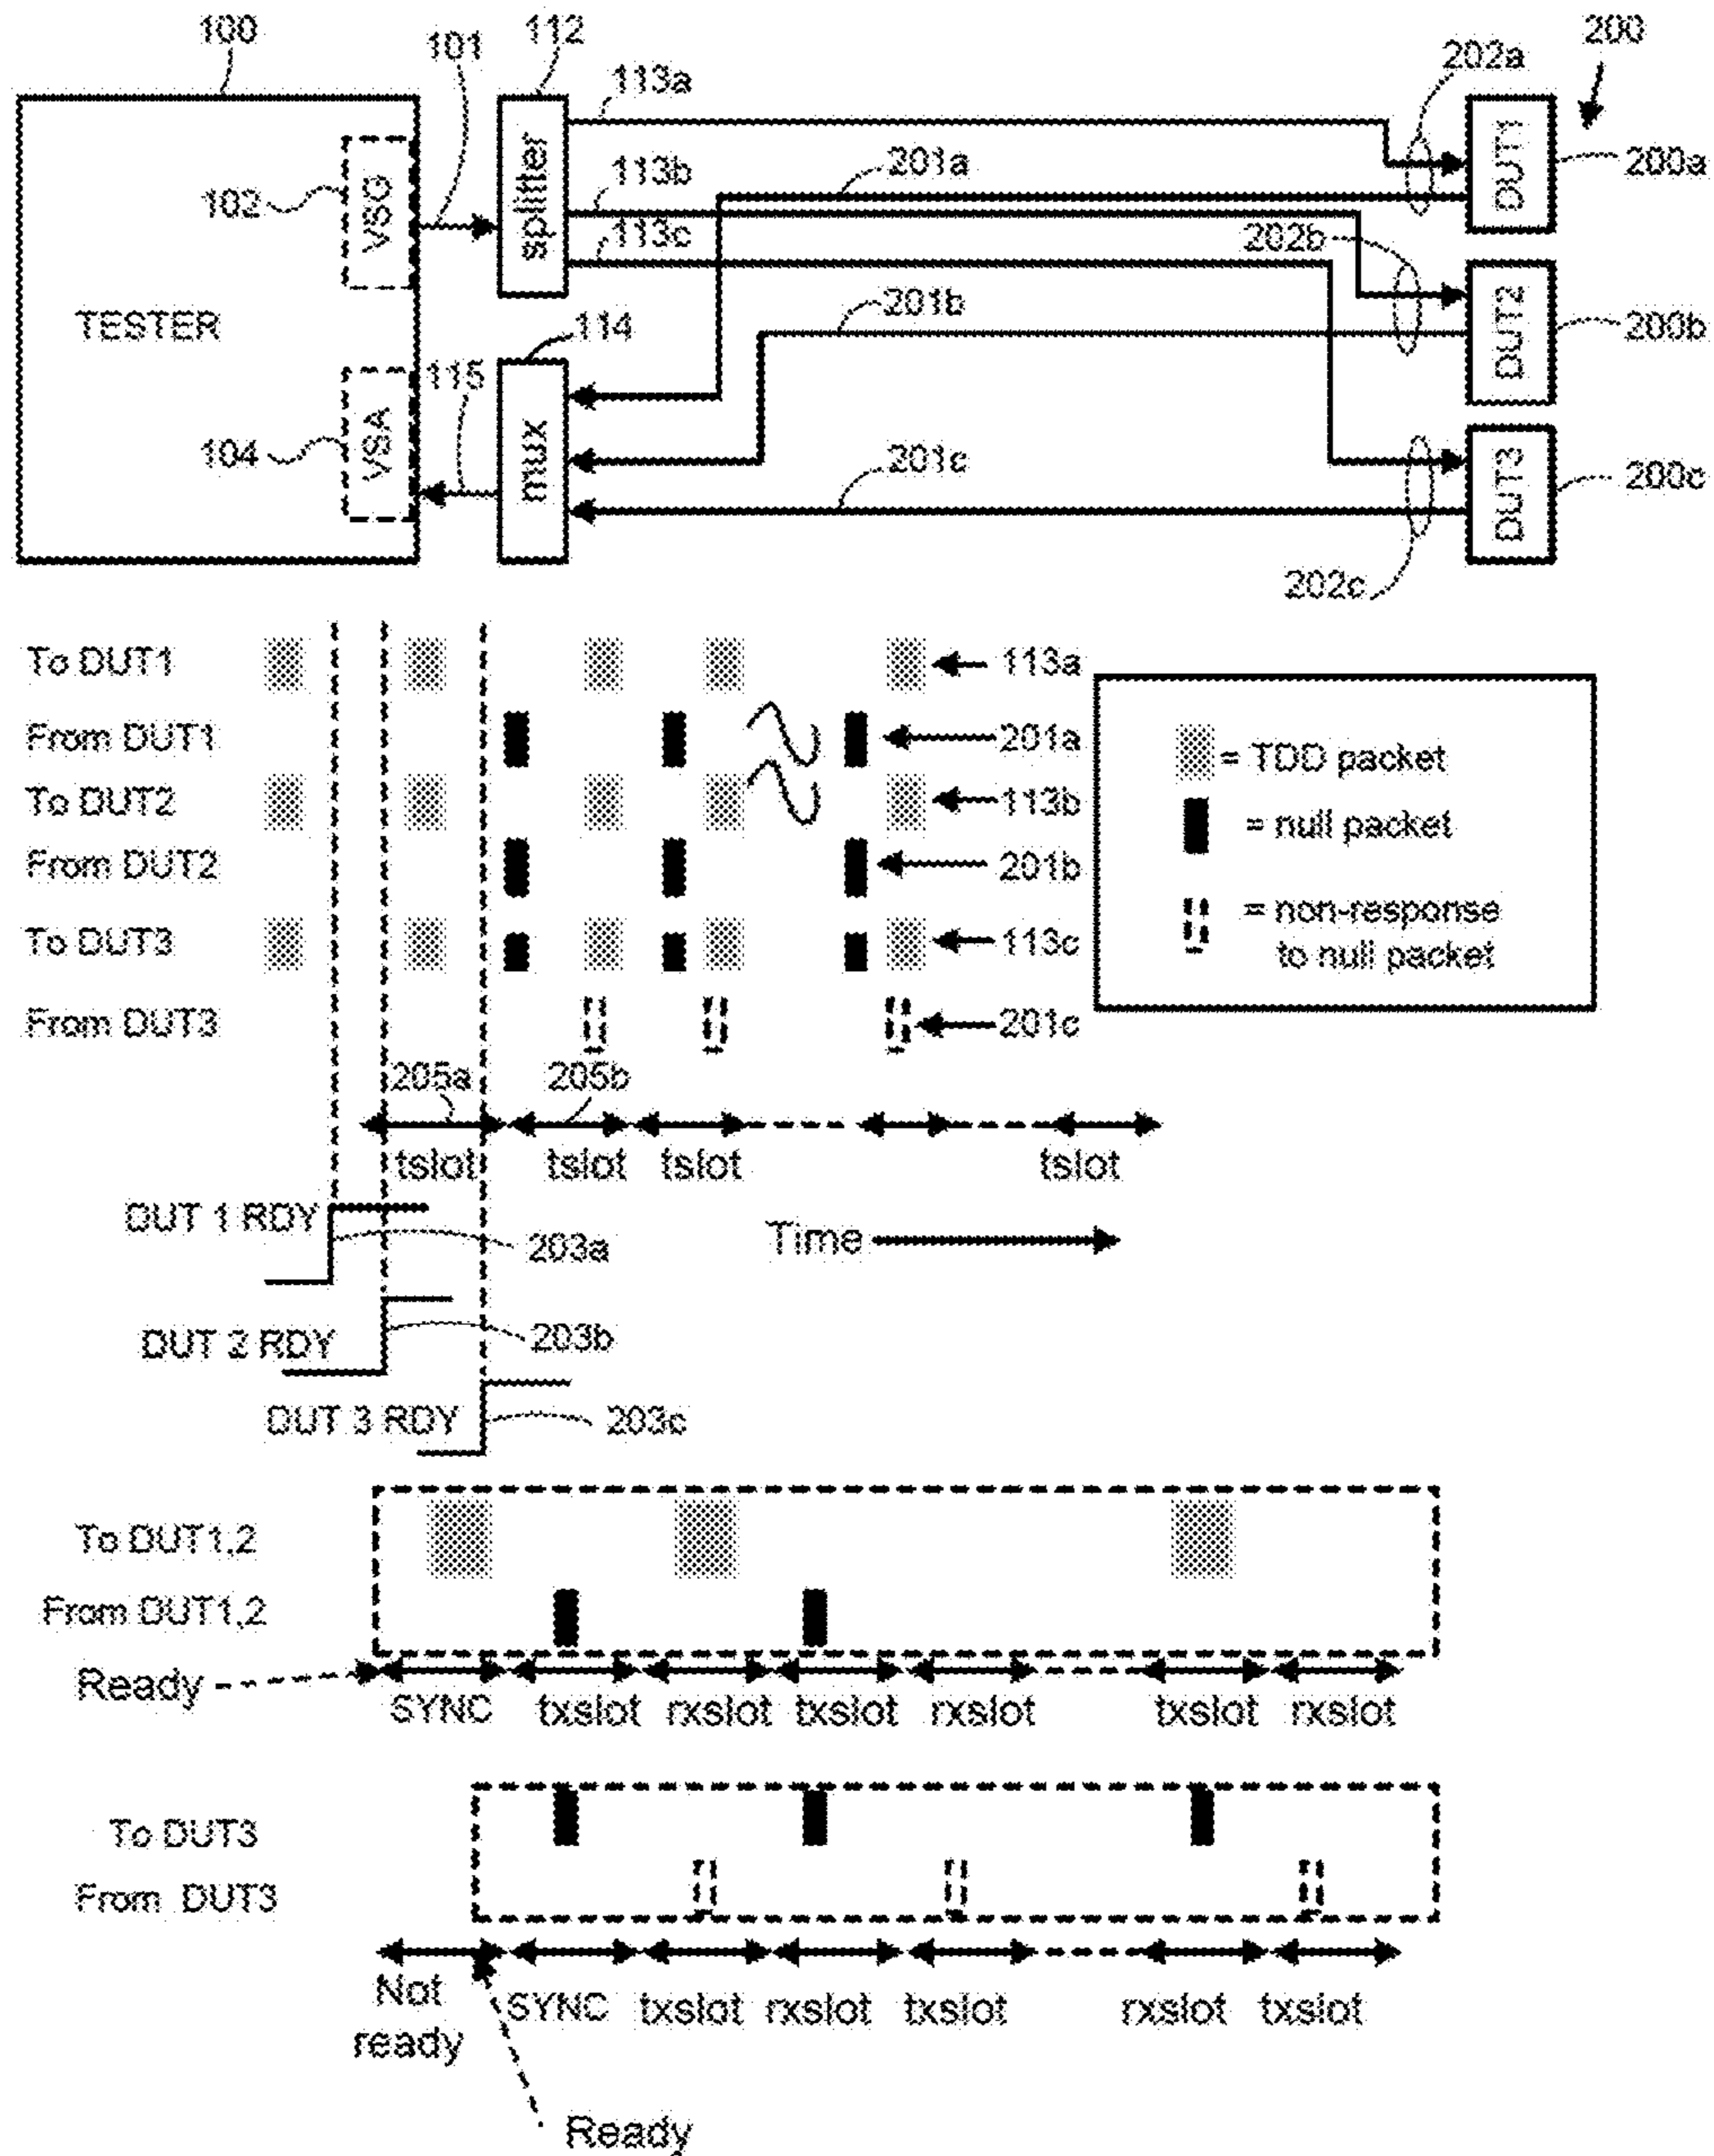 100
101
112
113a
202a
200
102
VSG
splitter
113b
201a
DUT1
200a
113c
202b
TESTER
114
201b
DUT2
200b
104
VSA
115
mux
201c
DUT3
200c
202c
To DUT1
113a
From DUT1
201a
To DUT2
113b
From DUT2
201b
To DUT3
113c
From DUT3
201c
= TDD packet
= null packet
= non-response
to null packet
205a
205b
tslot tslot tslot tslot
DUT 1 RDY
203a
Time
DUT 2 RDY
203b
DUT 3 RDY
203c
To DUT1,2
From DUT1,2
Ready
SYNC txslot rxslot txslot rxslot txslot rxslot
To DUT3
From DUT3
Not
ready
SYNC txslot rxslot txslot rxslot txslot
Ready